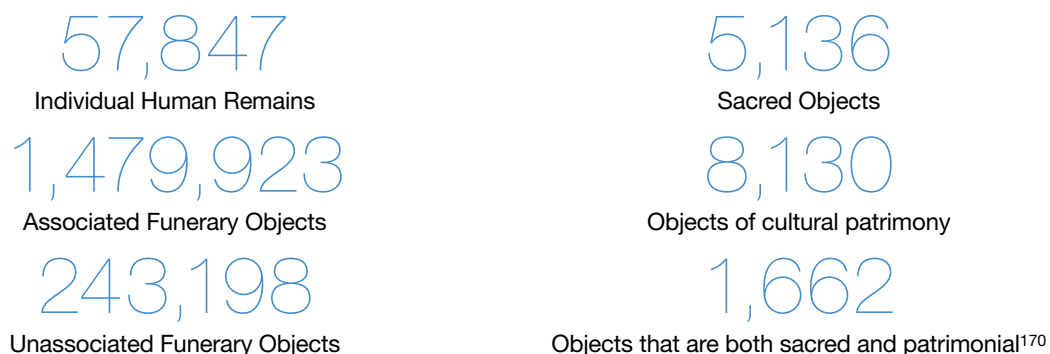 57,847
Individual Human Remains
1,479,923
Associated Funerary Objects
243,198
Unassociated Funerary Objects
5,136
Sacred Objects
8,130
Objects of cultural patrimony
1,662
Objects that are both sacred and patrimonial170